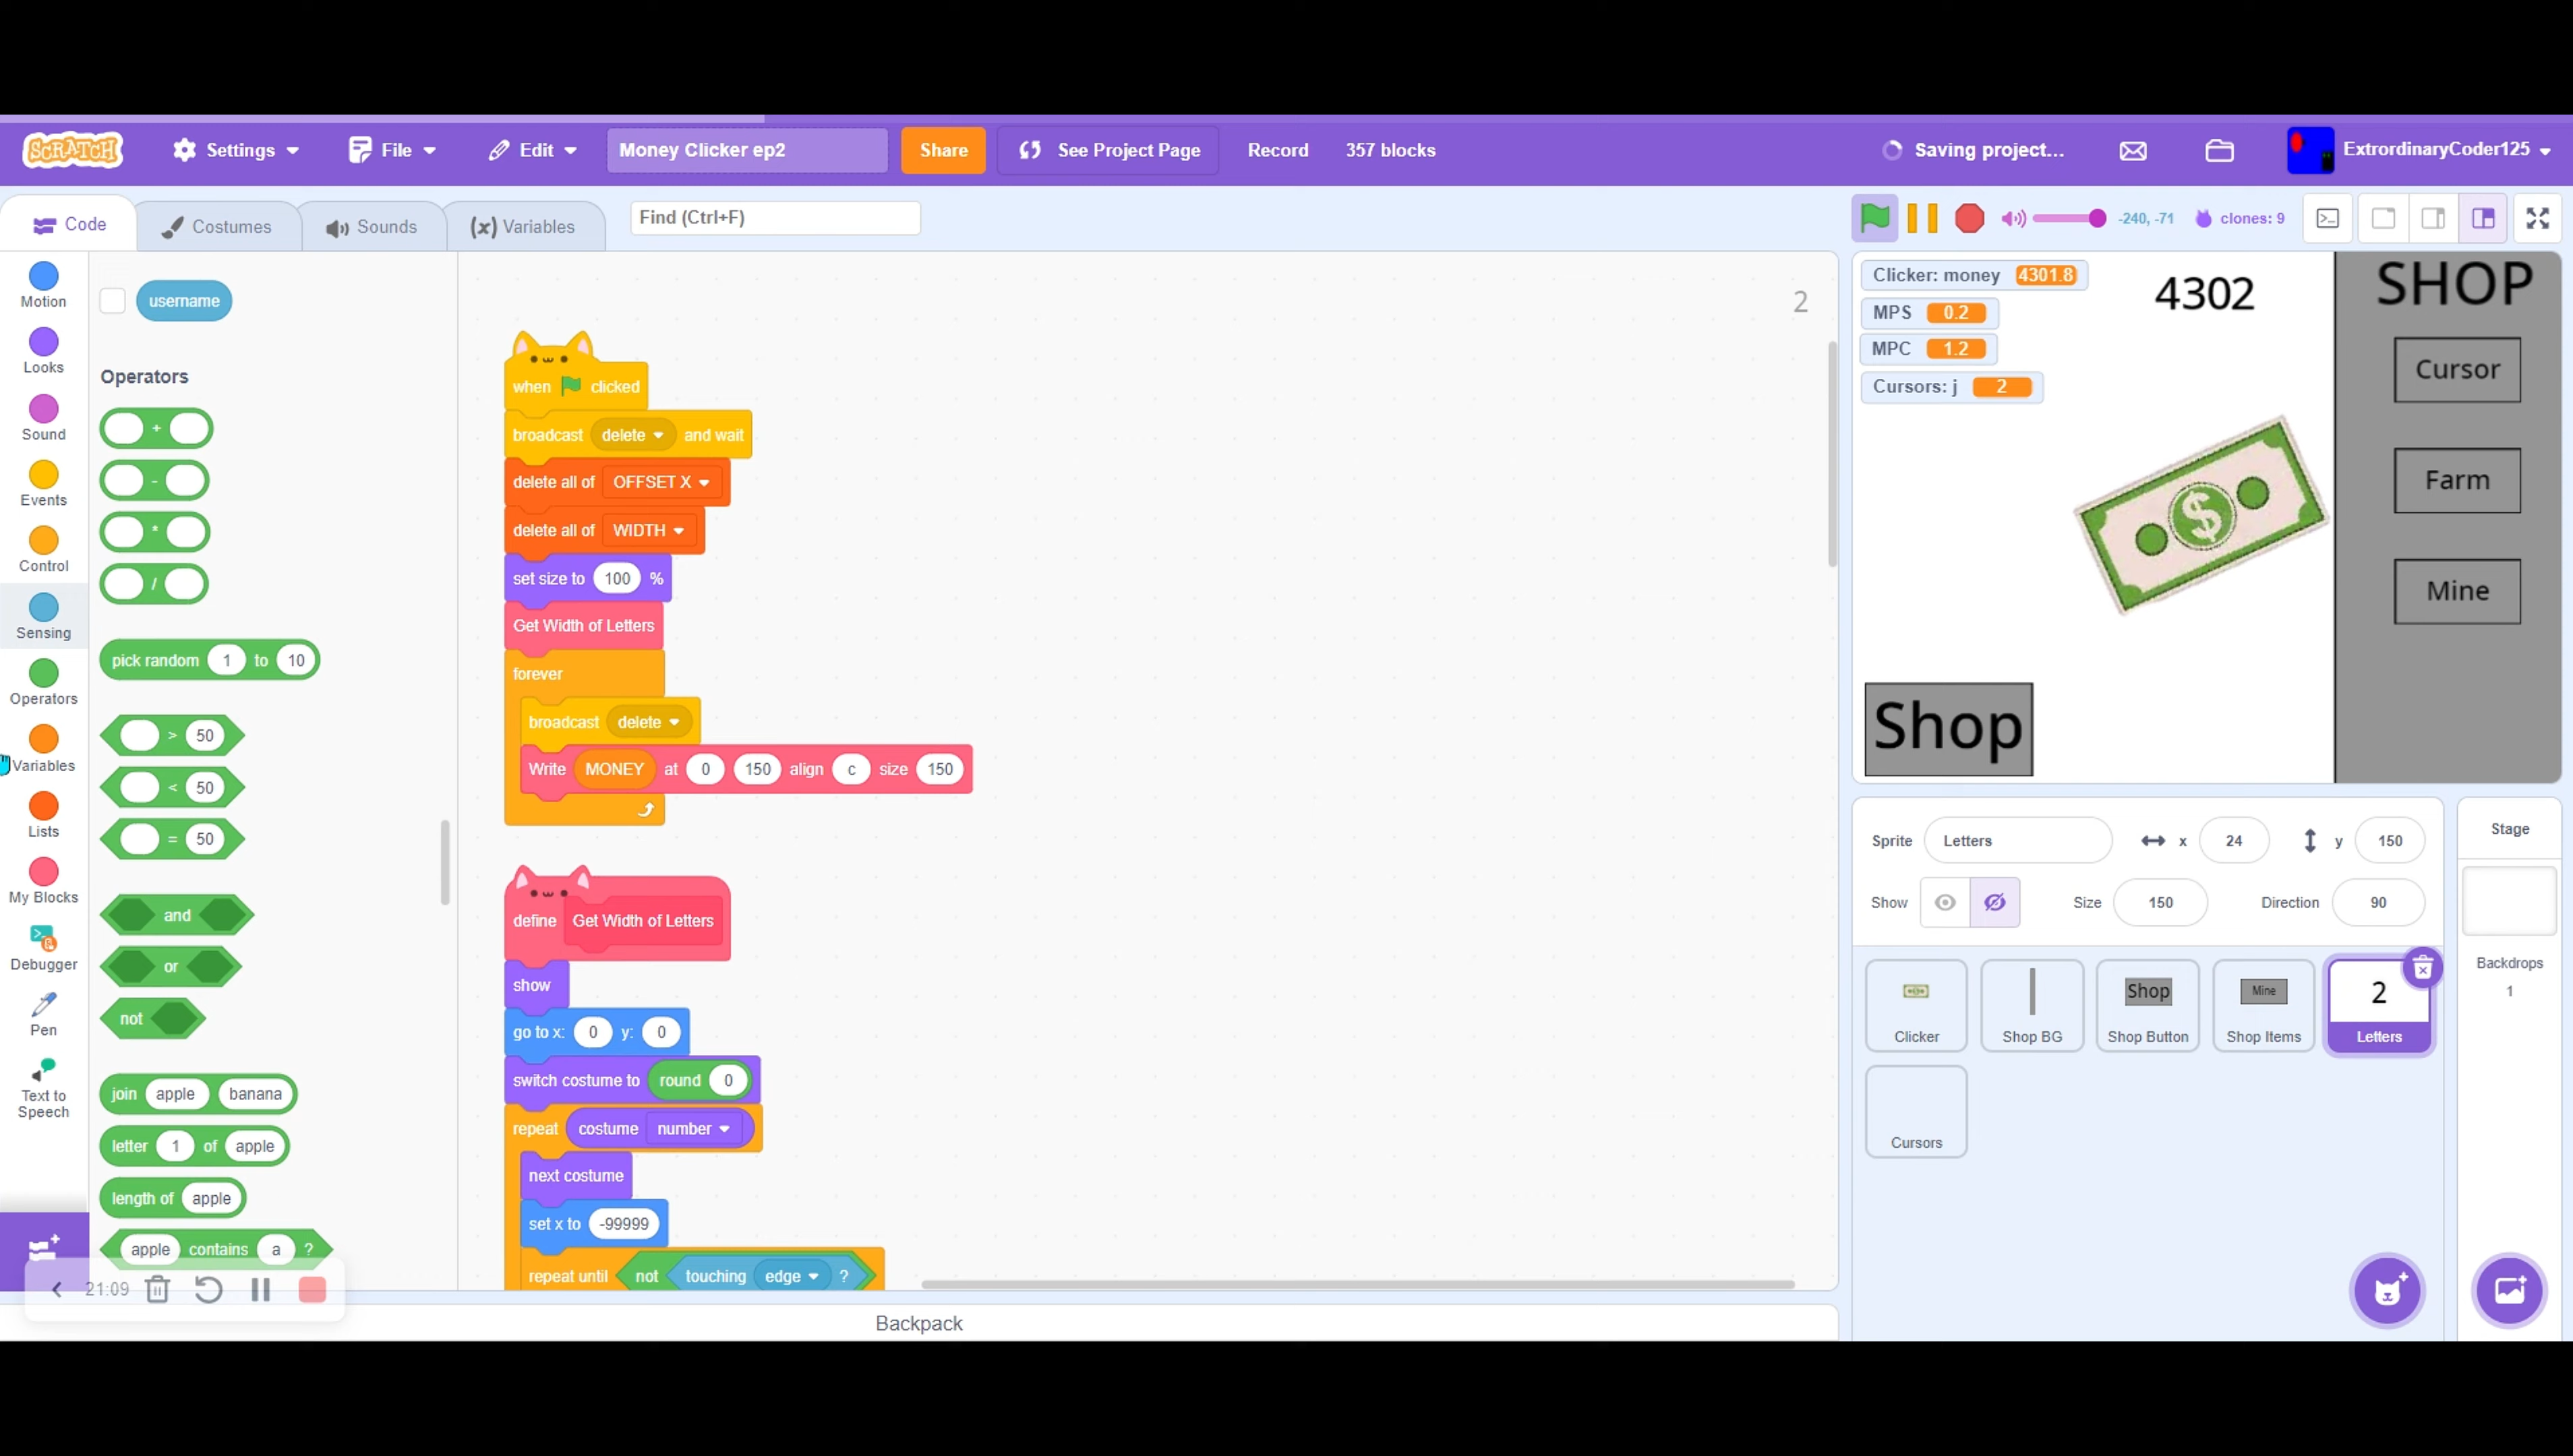 SCRATCH
Settings
File
Edit
Money Clicker ep2
Share
See Project Page
Record
357 blocks
Saving project...
ExtrordinaryCoder125
Code
Costumes
Sounds
(x) Variables
Find (Ctrl+F)
-240, -71
clones: 9
Motion
Looks
Sound
Events
Control
Sensing
Operators
Variables
Lists
My Blocks
Debugger
Pen
Text to
Speech
username
Operators
+
-
*
/
pick random 1 to 10
> 50
< 50
= 50
and
or
not
join apple banana
letter 1 of apple
length of apple
apple contains a ?
21:09
2
when clicked
broadcast delete and wait
delete all of OFFSET X
delete all of WIDTH
set size to 100 %
Get Width of Letters
forever
broadcast delete
Write MONEY at 0 150 align c size 150
define Get Width of Letters
show
go to x: 0 y: 0
switch costume to round 0
repeat costume number
next costume
set x to -99999
repeat until not touching edge ?
Backpack
Clicker: money 4301.8
MPS 0.2
MPC 1.2
Cursors: j 2
4302
SHOP
Cursor
Farm
Mine
$
Shop
Sprite Letters x 24 y 150
Show Size 150 Direction 90
Clicker
Shop BG
Shop
Shop Button
Mine
Shop Items
2
Letters
Cursors
Stage
Backdrops
1